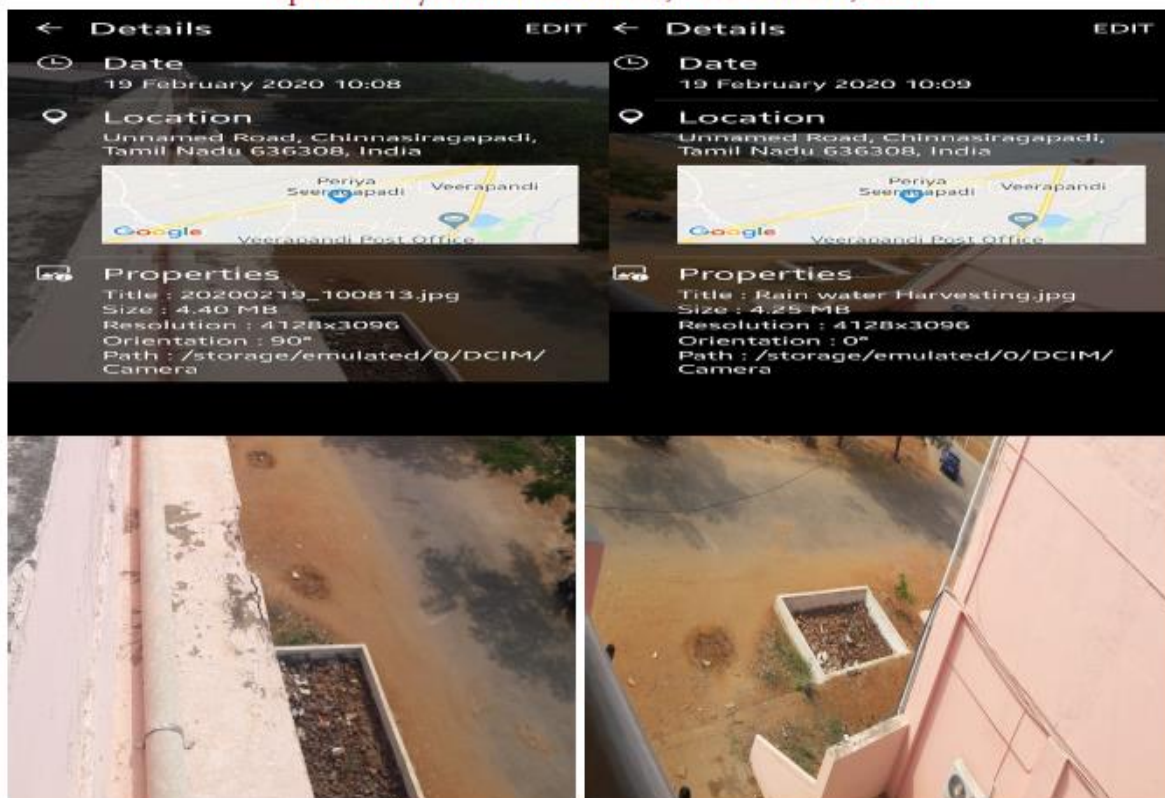 Details
EDIT
Date
19 February 2020 10:08
Location
Unnamed Road, Chinnasiragapadi,
Tamil Nadu 636308, India
Periya
Seeragapadi
Veerapandi
Google
Veerapandi Post Office
Properties
Title : 20200219_100813.jpg
Size : 4.40 MB
Resolution : 4128x3096
Orientation : 90°
Path : /storage/emulated/0/DCIM/
Camera
Details
EDIT
Date
19 February 2020 10:09
Location
Unnamed Road, Chinnasiragapadi,
Tamil Nadu 636308, India
Periya
Seeragapadi
Veerapandi
Google
Veerapandi Post Office
Properties
Title : Rain water Harvesting.jpg
Size : 4.25 MB
Resolution : 4128x3096
Orientation : 0°
Path : /storage/emulated/0/DCIM/
Camera